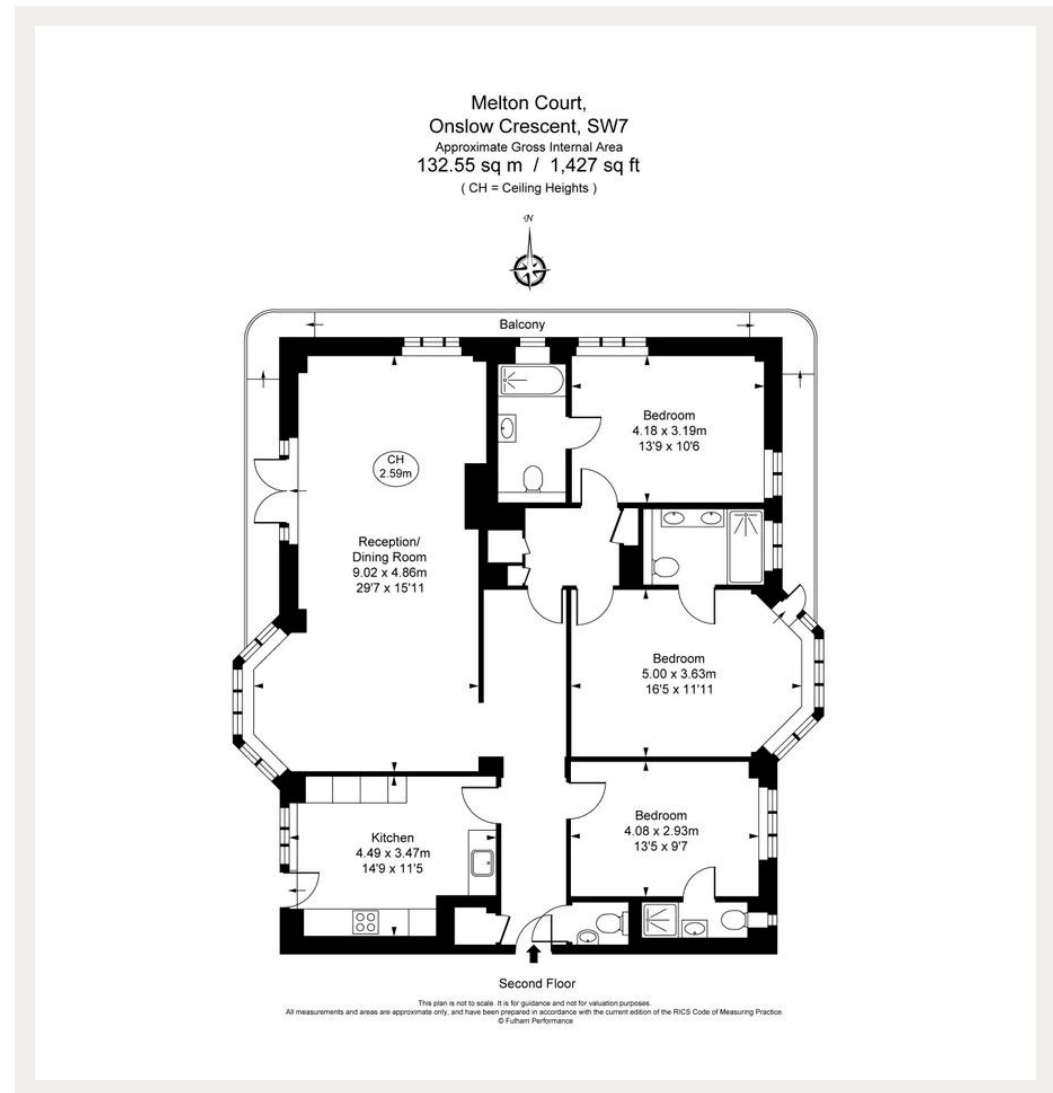 Melton Court,
Onslow Crescent, SW7
Approximate Gross Internal Area
132.55 sq m / 1,427 sq ft
( CH = Ceiling Heights )
N
Balcony
Bedroom
4.18 x 3.19m
13'9 x 10'6
CH
2.59m
Reception/
Dining Room
9.02 x 4.86m
29'7 x 15'11
Bedroom
5.00 x 3.63m
16'5 x 11'11
Bedroom
4.08 x 2.93m
13'5 x 9'7
Kitchen
4.49 x 3.47m
14'9 x 11'5
Second Floor
This plan is not to scale. It is for guidance and not for valuation purposes.
All measurements and areas are approximate only, and have been prepared in accordance with the current edition of the RICS Code of Measuring Practice.
© Fulham Performance